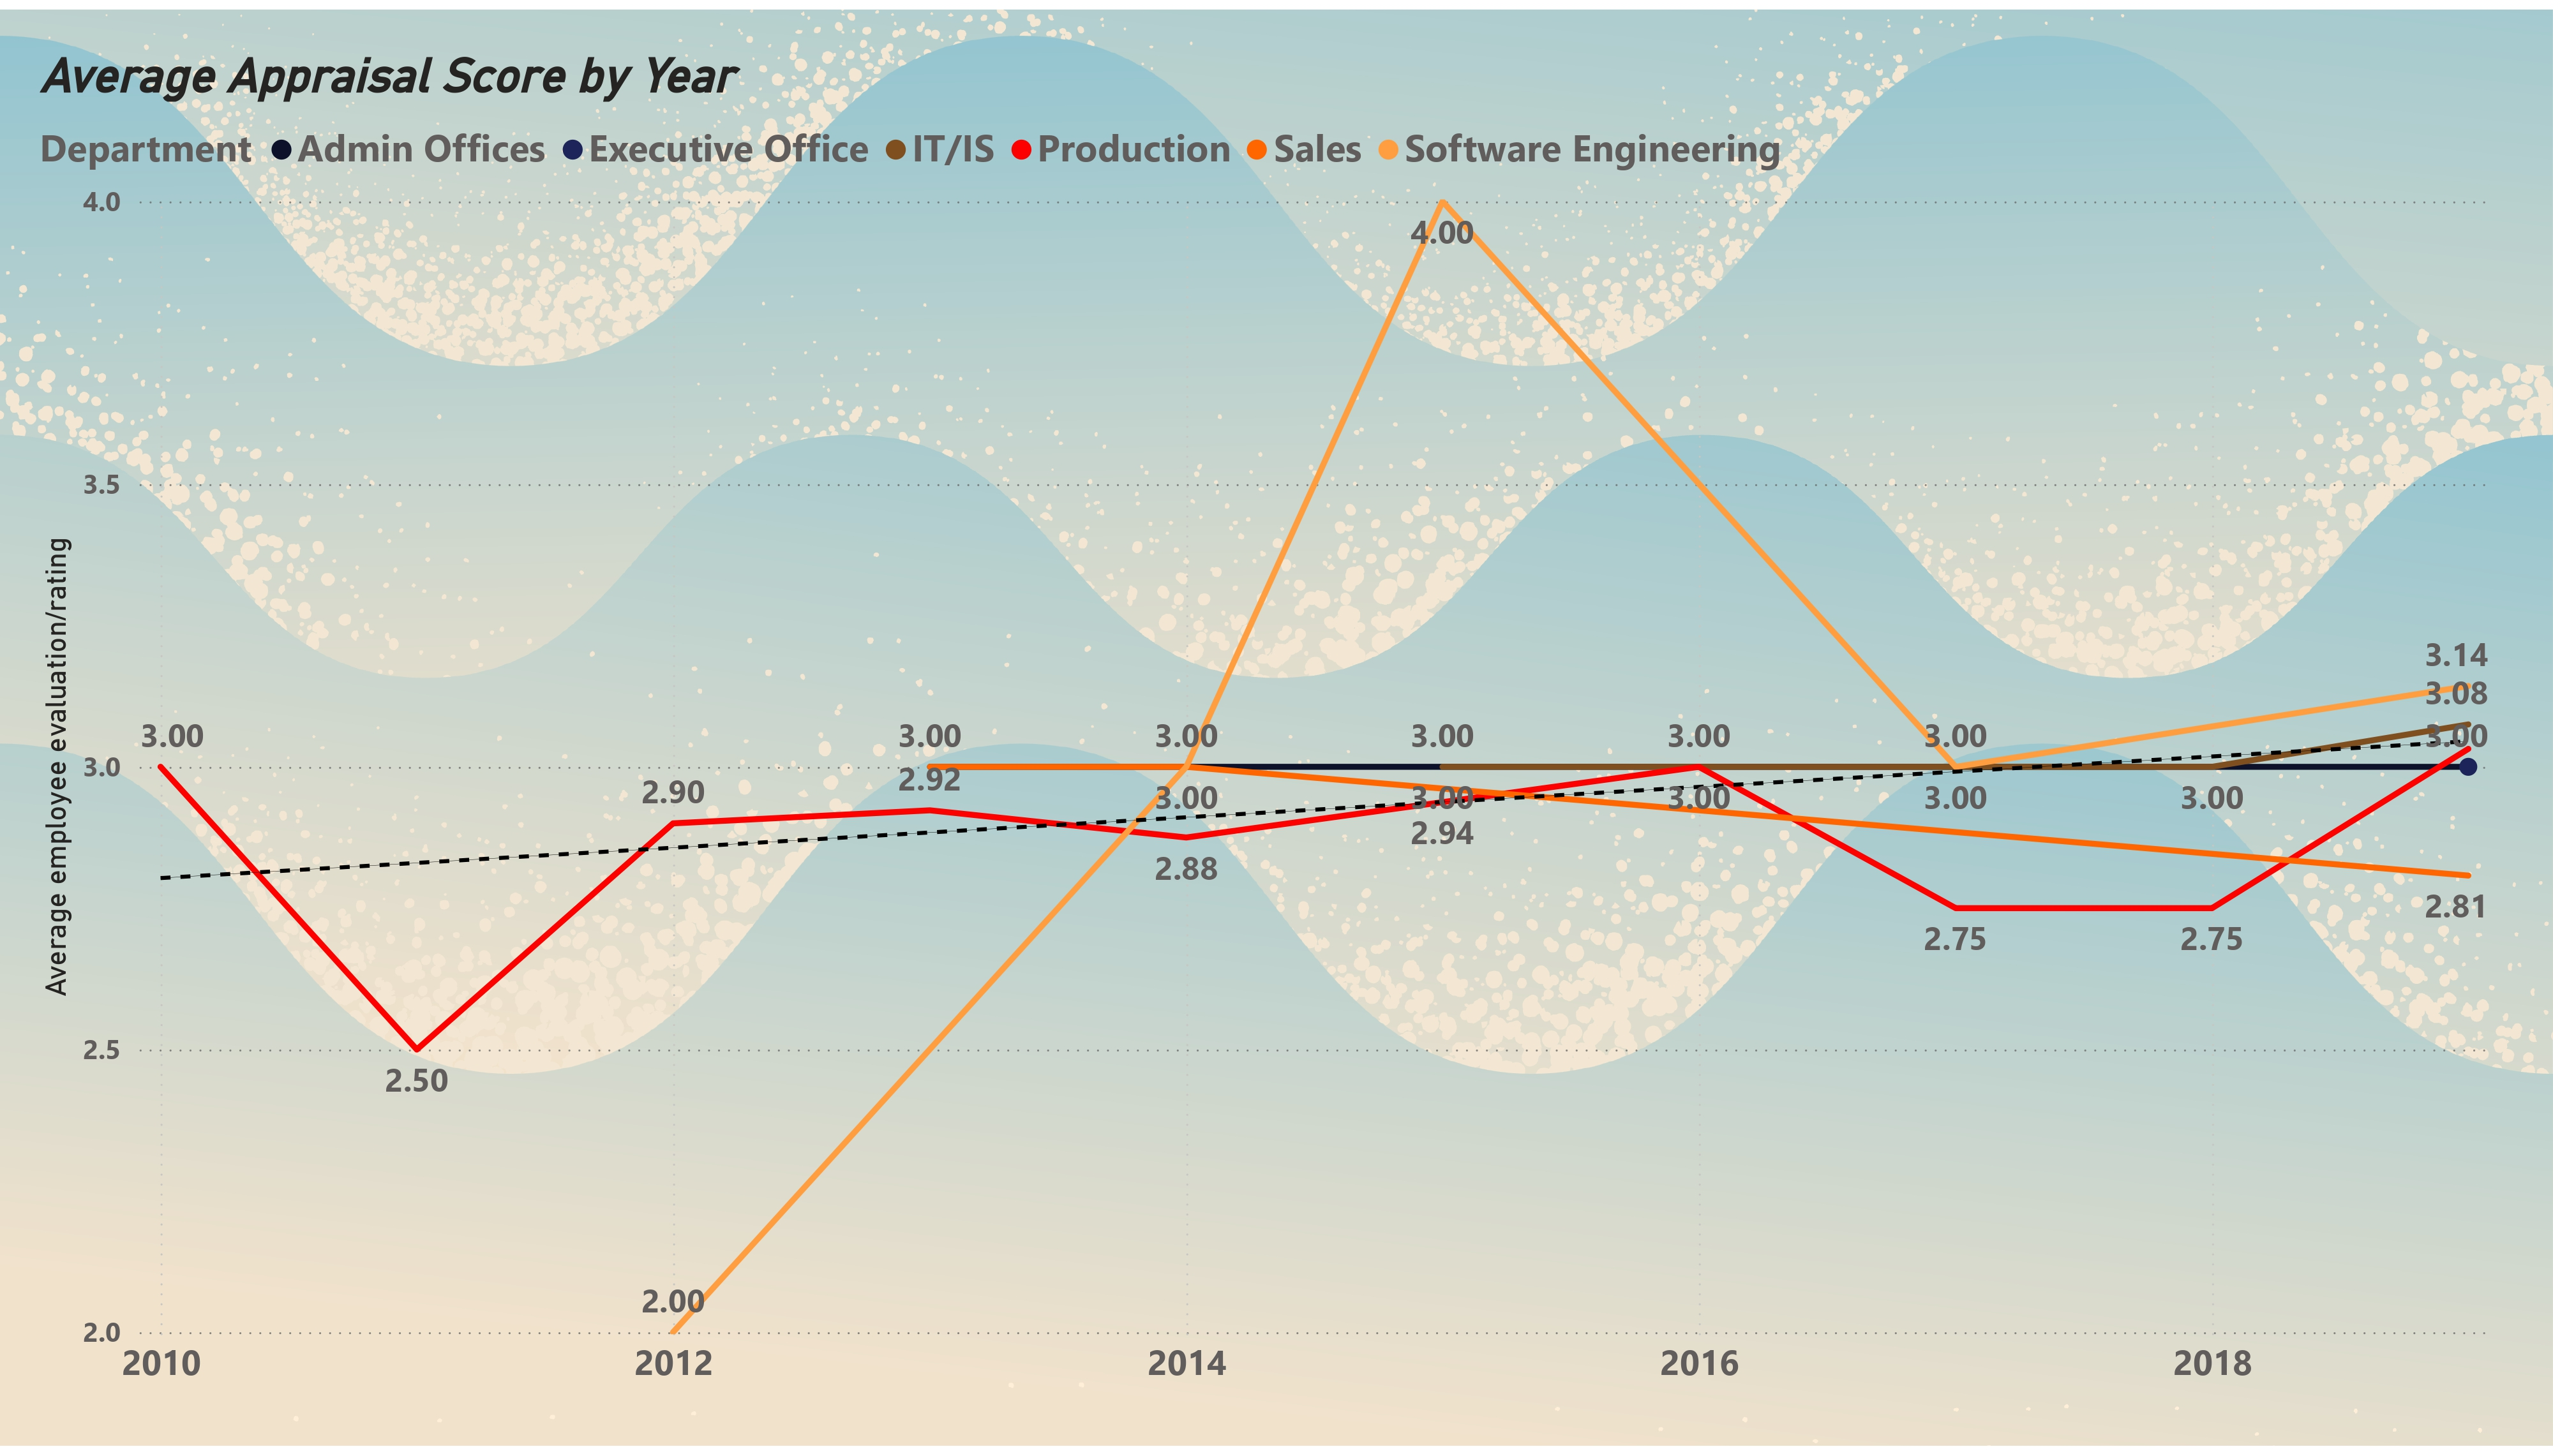 Average Appraisal Score by Year
Department Admin Offices Executive Office IT/IS Production Sales Software Engineering
4.0
4.00
3.5
Average employee evaluation/rating
3.14
3.08
3.00 3.00 3.00 3.00 3.00 3.00 3.00
3.0
2.92
2.90
3.00 3.00 3.00 3.00 3.00
2.94
2.88
2.81
2.75 2.75
2.5
2.50
2.00
2.0
2010 2012 2014 2016 2018